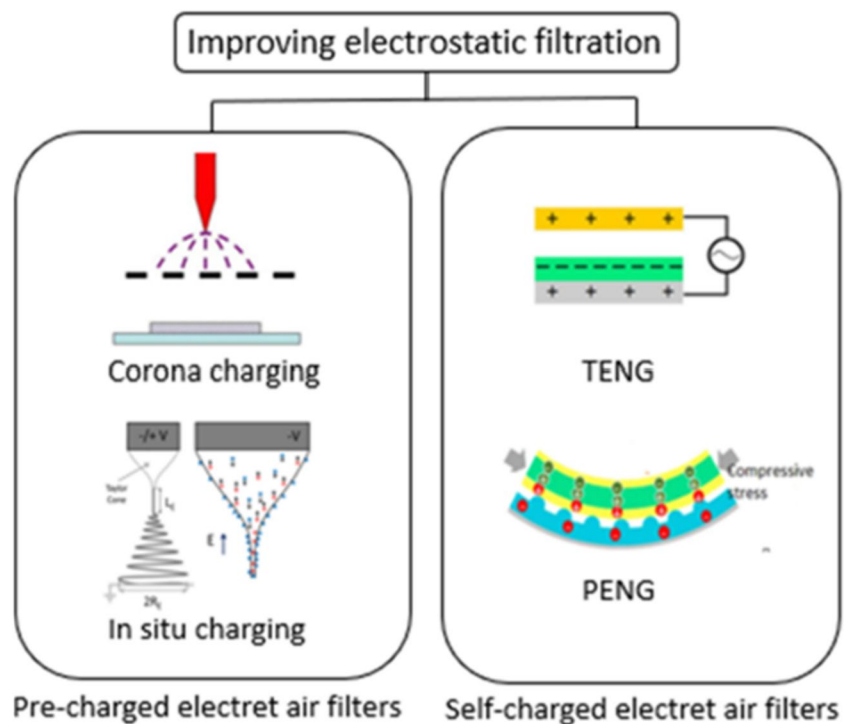 Improving electrostatic filtration
Corona charging
-/+ V
-V
Taylor
Cone
E
In situ charging
Pre-charged electret air filters
+ + + +
+ + + +
TENG
Compressive
stress
PENG
Self-charged electret air filters